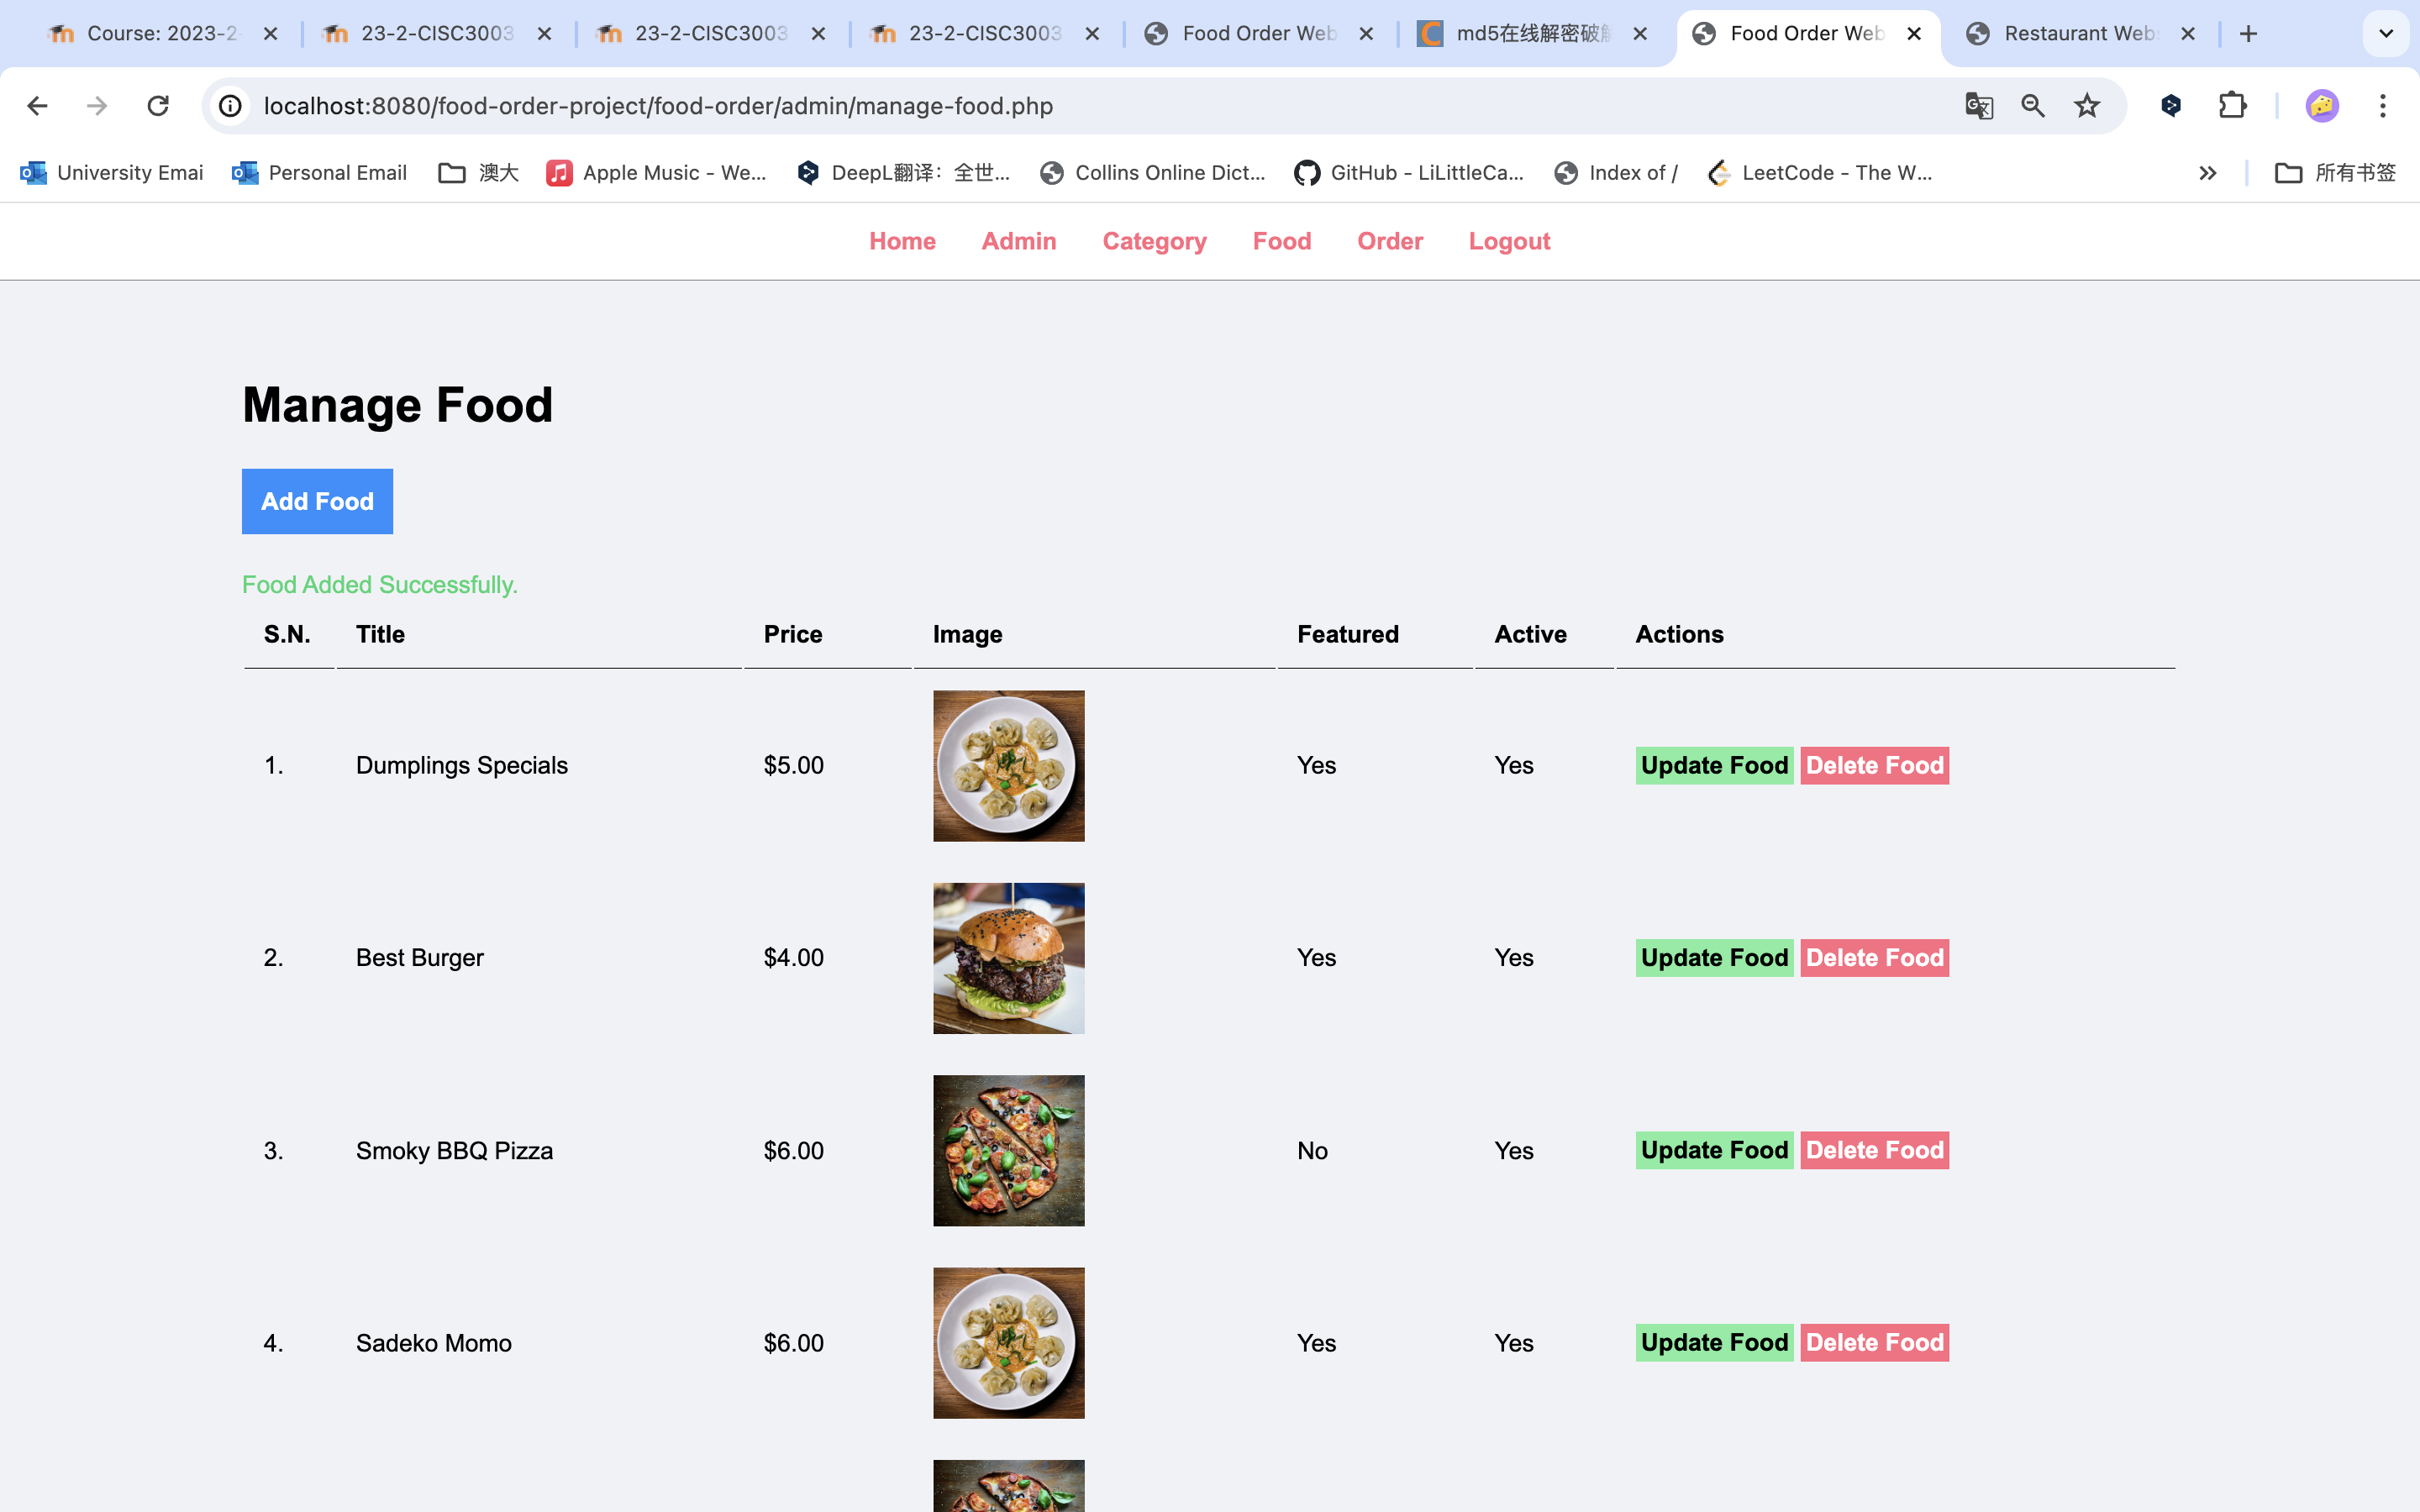 Course: 2023-2-
23-2-CISC3003
23-2-CISC3003
23-2-CISC3003
Food Order Web
md5在线解密破解
Food Order Web
Restaurant Webs
localhost:8080/food-order-project/food-order/admin/manage-food.php
University Emai
Personal Email
澳大
Apple Music - We...
DeepL翻译：全世...
Collins Online Dict...
GitHub - LiLittleCa...
Index of /
LeetCode - The W...
所有书签
Home Admin Category Food Order Logout
Manage Food
Add Food
Food Added Successfully.
S.N. Title Price Image Featured Active Actions
1. Dumplings Specials $5.00 Yes Yes Update Food Delete Food
2. Best Burger $4.00 Yes Yes Update Food Delete Food
3. Smoky BBQ Pizza $6.00 No Yes Update Food Delete Food
4. Sadeko Momo $6.00 Yes Yes Update Food Delete Food